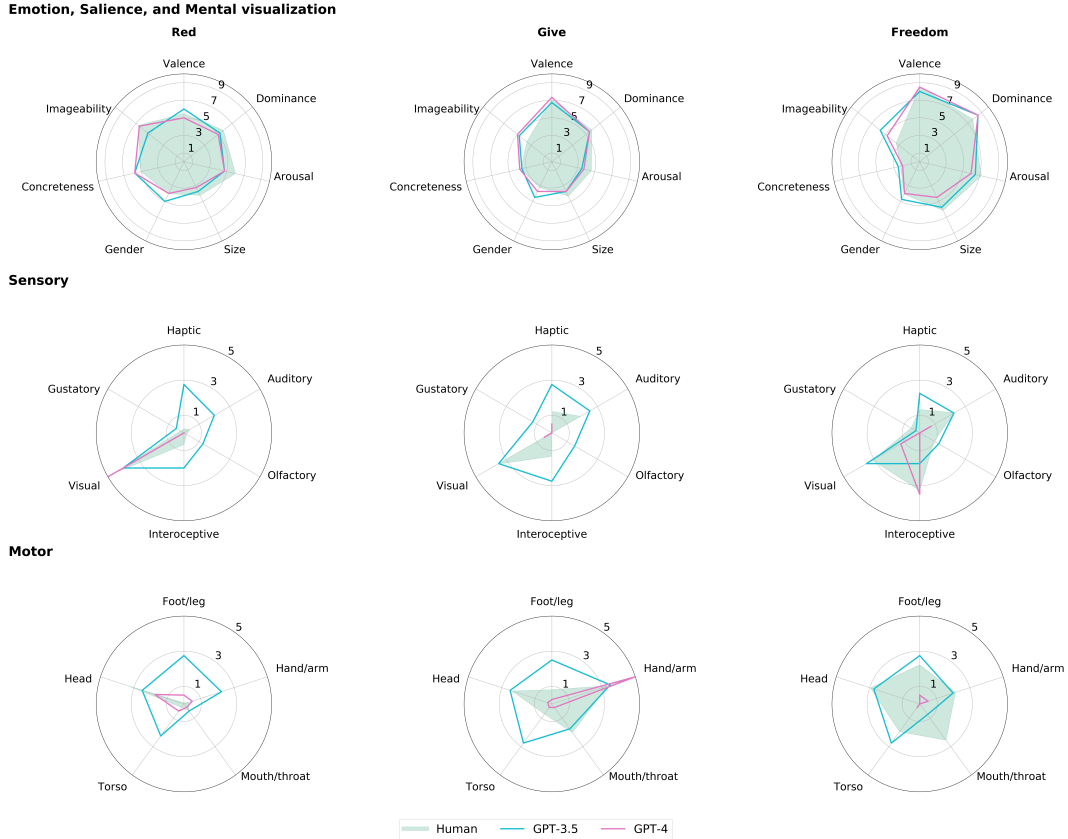 Emotion, Salience, and Mental visualization
Red
Give
Freedom
Valence
Dominance
Arousal
Size
Gender
Concreteness
Imageability
1
3
5
7
9
Valence
Dominance
Arousal
Size
Gender
Concreteness
Imageability
1
3
5
7
9
Valence
Dominance
Arousal
Size
Gender
Concreteness
Imageability
1
3
5
7
9
Sensory
Haptic
Auditory
Olfactory
Interoceptive
Visual
Gustatory
1
3
5
Haptic
Auditory
Olfactory
Interoceptive
Visual
Gustatory
1
3
5
Haptic
Auditory
Olfactory
Interoceptive
Visual
Gustatory
1
3
5
Motor
Foot/leg
Hand/arm
Mouth/throat
Torso
Head
1
3
5
Foot/leg
Hand/arm
Mouth/throat
Torso
Head
1
3
5
Foot/leg
Hand/arm
Mouth/throat
Torso
Head
1
3
5
Human
GPT-3.5
GPT-4